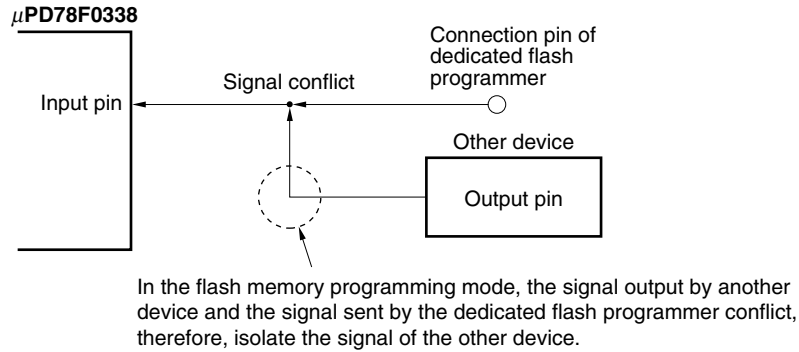 μPD78F0338
Connection pin of
dedicated flash
programmer
Signal conflict
Input pin
Other device
Output pin
In the flash memory programming mode, the signal output by another
device and the signal sent by the dedicated flash programmer conflict,
therefore, isolate the signal of the other device.